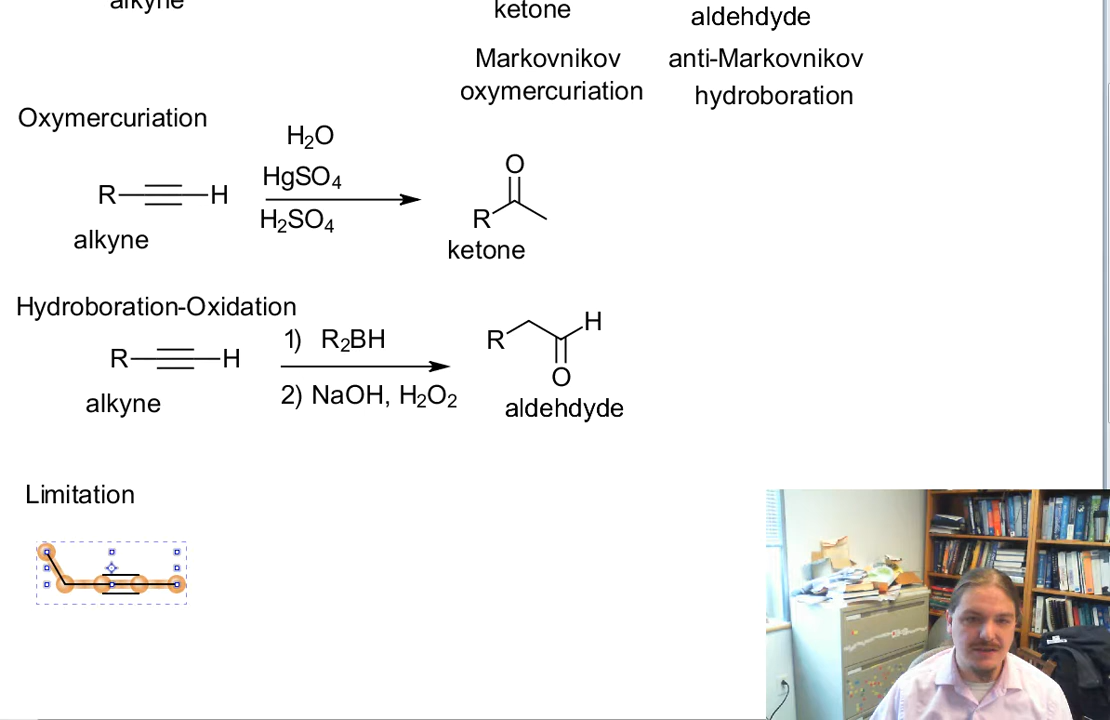 alkyne
ketone
aldehdyde
Markovnikov
anti-Markovnikov
oxymercuriation
hydroboration
Oxymercuriation
H2O
HgSO4
H2SO4
R
H
O
R
alkyne
ketone
Hydroboration-Oxidation
1) R2BH
2) NaOH, H2O2
R
H
R
H
O
alkyne
aldehdyde
Limitation